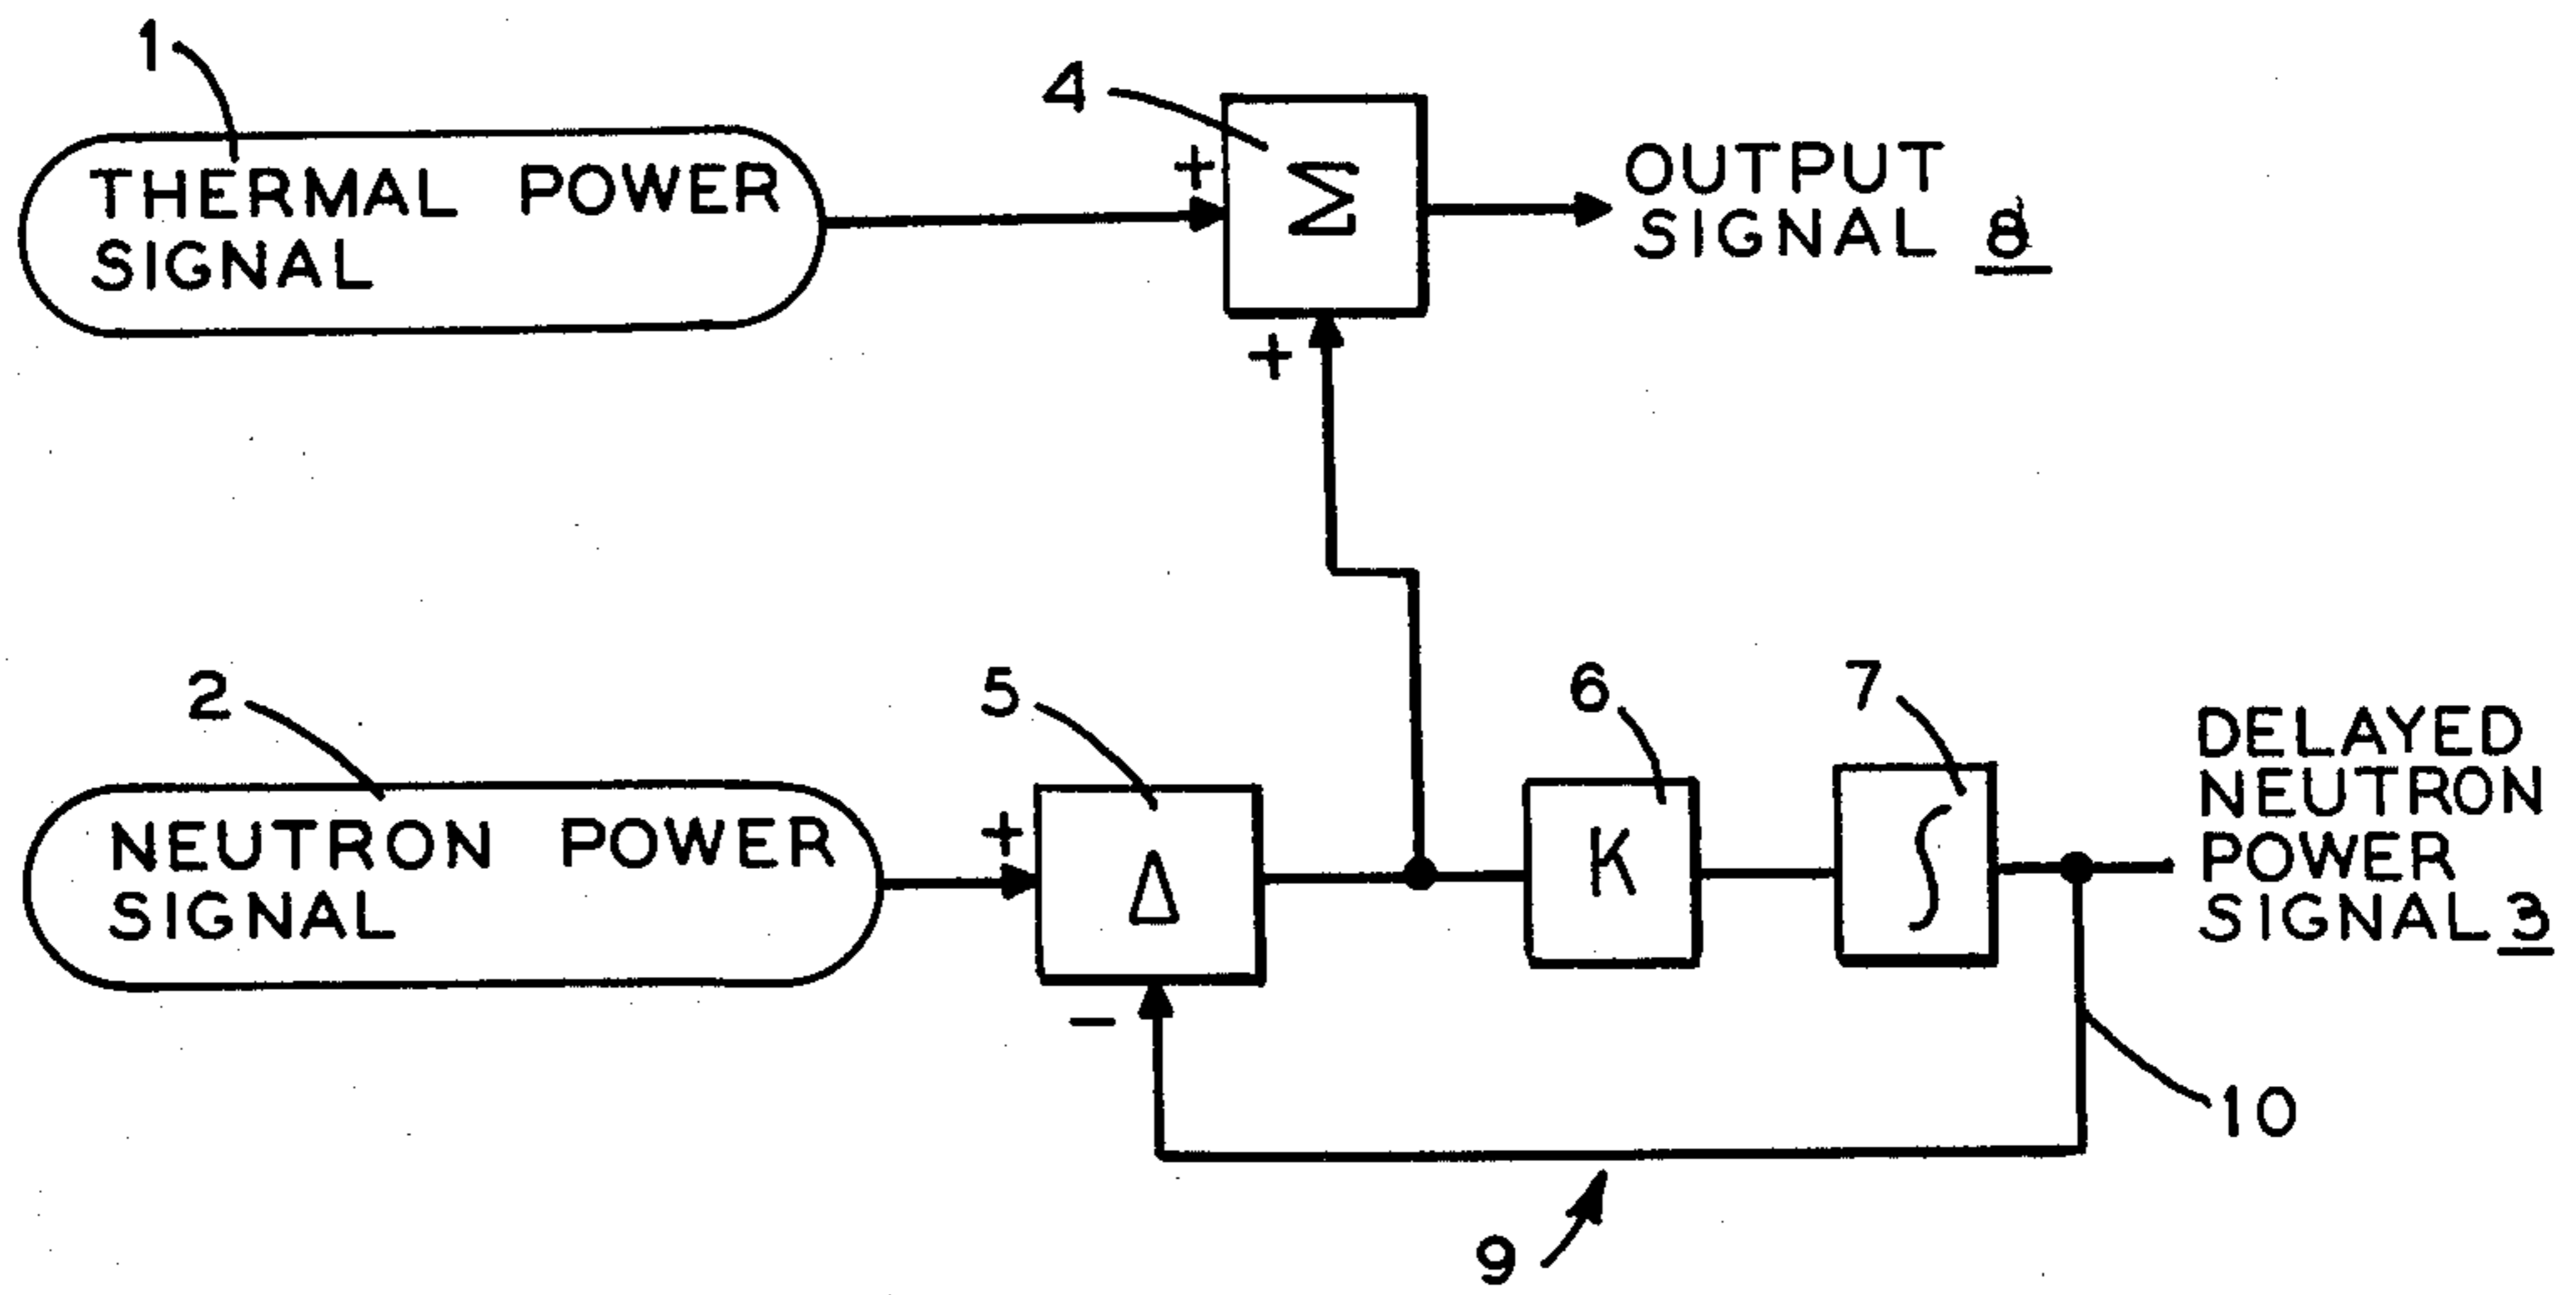 1
THERMAL POWER
SIGNAL
4
+
Σ
+
OUTPUT
SIGNAL 8
2
NEUTRON POWER
SIGNAL
5
+
Δ
−
6
K
7
∫
DELAYED
NEUTRON
POWER
SIGNAL 3
10
9